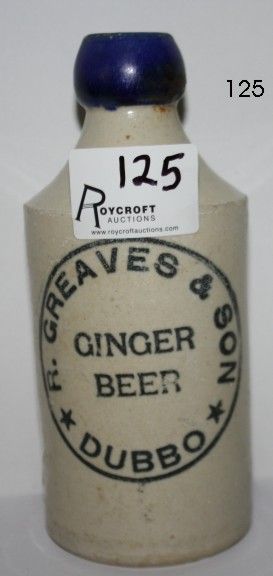 125
125
ROYCROFT
AUCTIONS
www.roycroftauctions.com
R. GREAVES & SON
GINGER
BEER
★ DUBBO ★